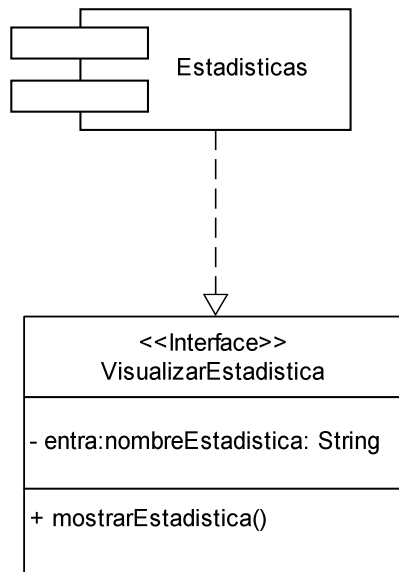 Estadisticas
<<Interface>>
VisualizarEstadistica
- entra:nombreEstadistica: String
+ mostrarEstadistica()